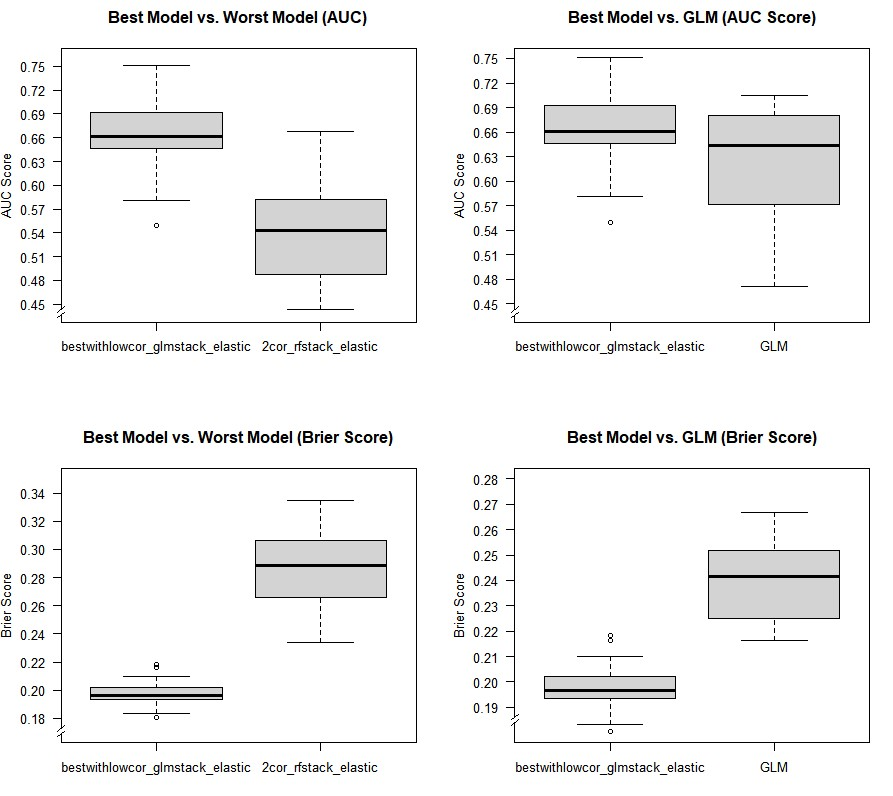 Best Model vs. Worst Model (AUC)
AUC Score
0.75
0.72
0.69
0.66
0.63
0.60
0.57
0.54
0.51
0.48
0.45
bestwithlowcor_glmstack_elastic
2cor_rfstack_elastic
Best Model vs. GLM (AUC Score)
AUC Score
0.75
0.72
0.69
0.66
0.63
0.60
0.57
0.54
0.51
0.48
0.45
bestwithlowcor_glmstack_elastic
GLM
Best Model vs. Worst Model (Brier Score)
Brier Score
0.34
0.32
0.30
0.28
0.26
0.24
0.22
0.20
0.18
bestwithlowcor_glmstack_elastic
2cor_rfstack_elastic
Best Model vs. GLM (Brier Score)
Brier Score
0.28
0.27
0.26
0.25
0.24
0.23
0.22
0.21
0.20
0.19
bestwithlowcor_glmstack_elastic
GLM